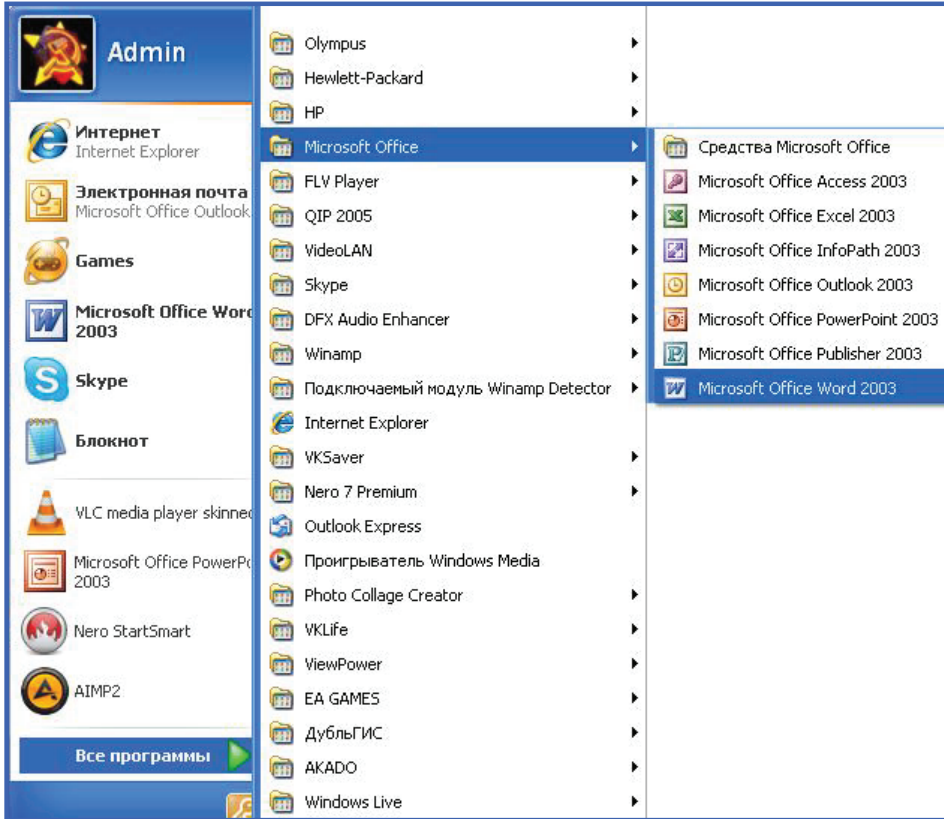 Admin
Интернет
Internet Explorer
Электронная почта
Microsoft Office Outlook
Games
Microsoft Office Word
2003
Skype
Блокнот
VLC media player skinned
Microsoft Office PowerPo
2003
Nero StartSmart
AIMP2
Все программы
Olympus
Hewlett-Packard
HP
Microsoft Office
FLV Player
QIP 2005
VideoLAN
Skype
DFX Audio Enhancer
Winamp
Подключаемый модуль Winamp Detector
Internet Explorer
VKSaver
Nero 7 Premium
Outlook Express
Проигрыватель Windows Media
Photo Collage Creator
VKLife
ViewPower
EA GAMES
ДубльГИС
AKADO
Windows Live
Средства Microsoft Office
Microsoft Office Access 2003
Microsoft Office Excel 2003
Microsoft Office InfoPath 2003
Microsoft Office Outlook 2003
Microsoft Office PowerPoint 2003
Microsoft Office Publisher 2003
Microsoft Office Word 2003